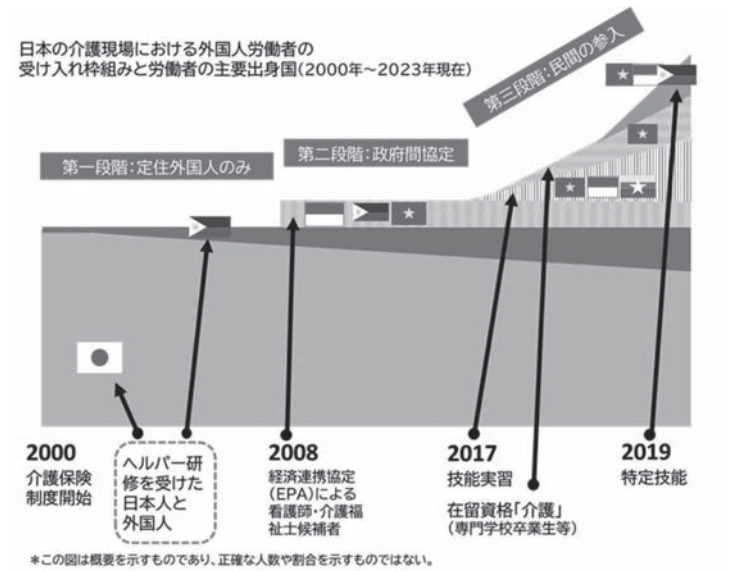 日本の介護現場における外国人労働者の
受け入れ枠組みと労働者の主要出身国(2000年～2023年現在)
第一段階:定住外国人のみ
第二段階:政府間協定
第三段階:民間の参入
2000
介護保険
制度開始
ヘルパー研
修を受けた
日本人と
外国人
2008
経済連携協定
(EPA)による
看護師・介護福
祉士候補者
2017
技能実習
在留資格「介護」
(専門学校卒業生等)
2019
特定技能
*この図は概要を示すものであり、正確な人数や割合を示すものではない。